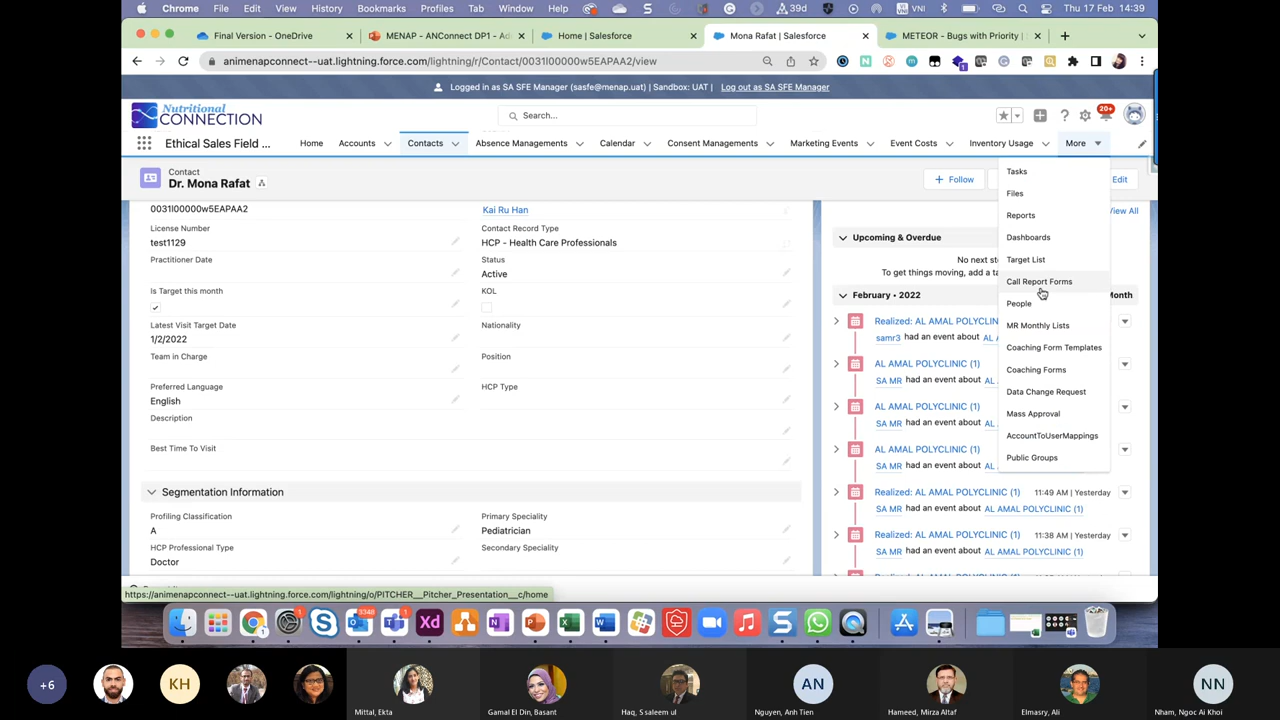 Chrome File Edit View History Bookmarks Profiles Tab Window Help 39d VNI Thu 17 Feb 14:39
Final Version - OneDrive MENAP - ANConnect DP1 - Ad Home | Salesforce Mona Rafat | Salesforce METEOR - Bugs with Priority |
animenapconnect--uat.lightning.force.com/lightning/r/Contact/0031l00000w5EAPAA2/view
Logged in as SA SFE Manager (sasfe@menap.uat) | Sandbox: UAT | Log out as SA SFE Manager
Nutritional
CONNECTION
Search...
20+
Ethical Sales Field ... Home Accounts Contacts Absence Managements Calendar Consent Managements Marketing Events Event Costs Inventory Usage More
Contact
Dr. Mona Rafat
+ Follow
Edit
0031l00000w5EAPAA2
Kai Ru Han
License Number
test1129
Contact Record Type
HCP - Health Care Professionals
Practitioner Date
Status
Active
Is Target this month
KOL
Latest Visit Target Date
1/2/2022
Nationality
Team in Charge
Position
Preferred Language
English
HCP Type
Description
Best Time To Visit
Segmentation Information
Profiling Classification
A
Primary Speciality
Pediatrician
HCP Professional Type
Doctor
Secondary Speciality
View All
Upcoming & Overdue
No next st
To get things moving, add a ta
February • 2022
Month
Realized: AL AMAL POLYCLIN
samr3 had an event about AL A
AL AMAL POLYCLINIC (1)
SA MR had an event about AL.
AL AMAL POLYCLINIC (1)
SA MR had an event about AL.
AL AMAL POLYCLINIC (1)
SA MR had an event about AL.
Realized: AL AMAL POLYCLINIC (1) 11:49 AM | Yesterday
SA MR had an event about AL AMAL POLYCLINIC (1)
Realized: AL AMAL POLYCLINIC (1) 11:38 AM | Yesterday
SA MR had an event about AL AMAL POLYCLINIC (1)
Tasks
Files
Reports
Dashboards
Target List
Call Report Forms
People
MR Monthly Lists
Coaching Form Templates
Coaching Forms
Data Change Request
Mass Approval
AccountToUserMappings
Public Groups
https://animenapconnect--uat.lightning.force.com/lightning/o/PITCHER__Pitcher_Presentation__c/home
+6
KH
Mittal, Ekta
Gamal El Din, Basant
Haq, S saleem ul
AN
Nguyen, Anh Tien
Hameed, Mirza Altaf
Elmasry, Ali
NN
Nham, Ngoc Ai Khoi